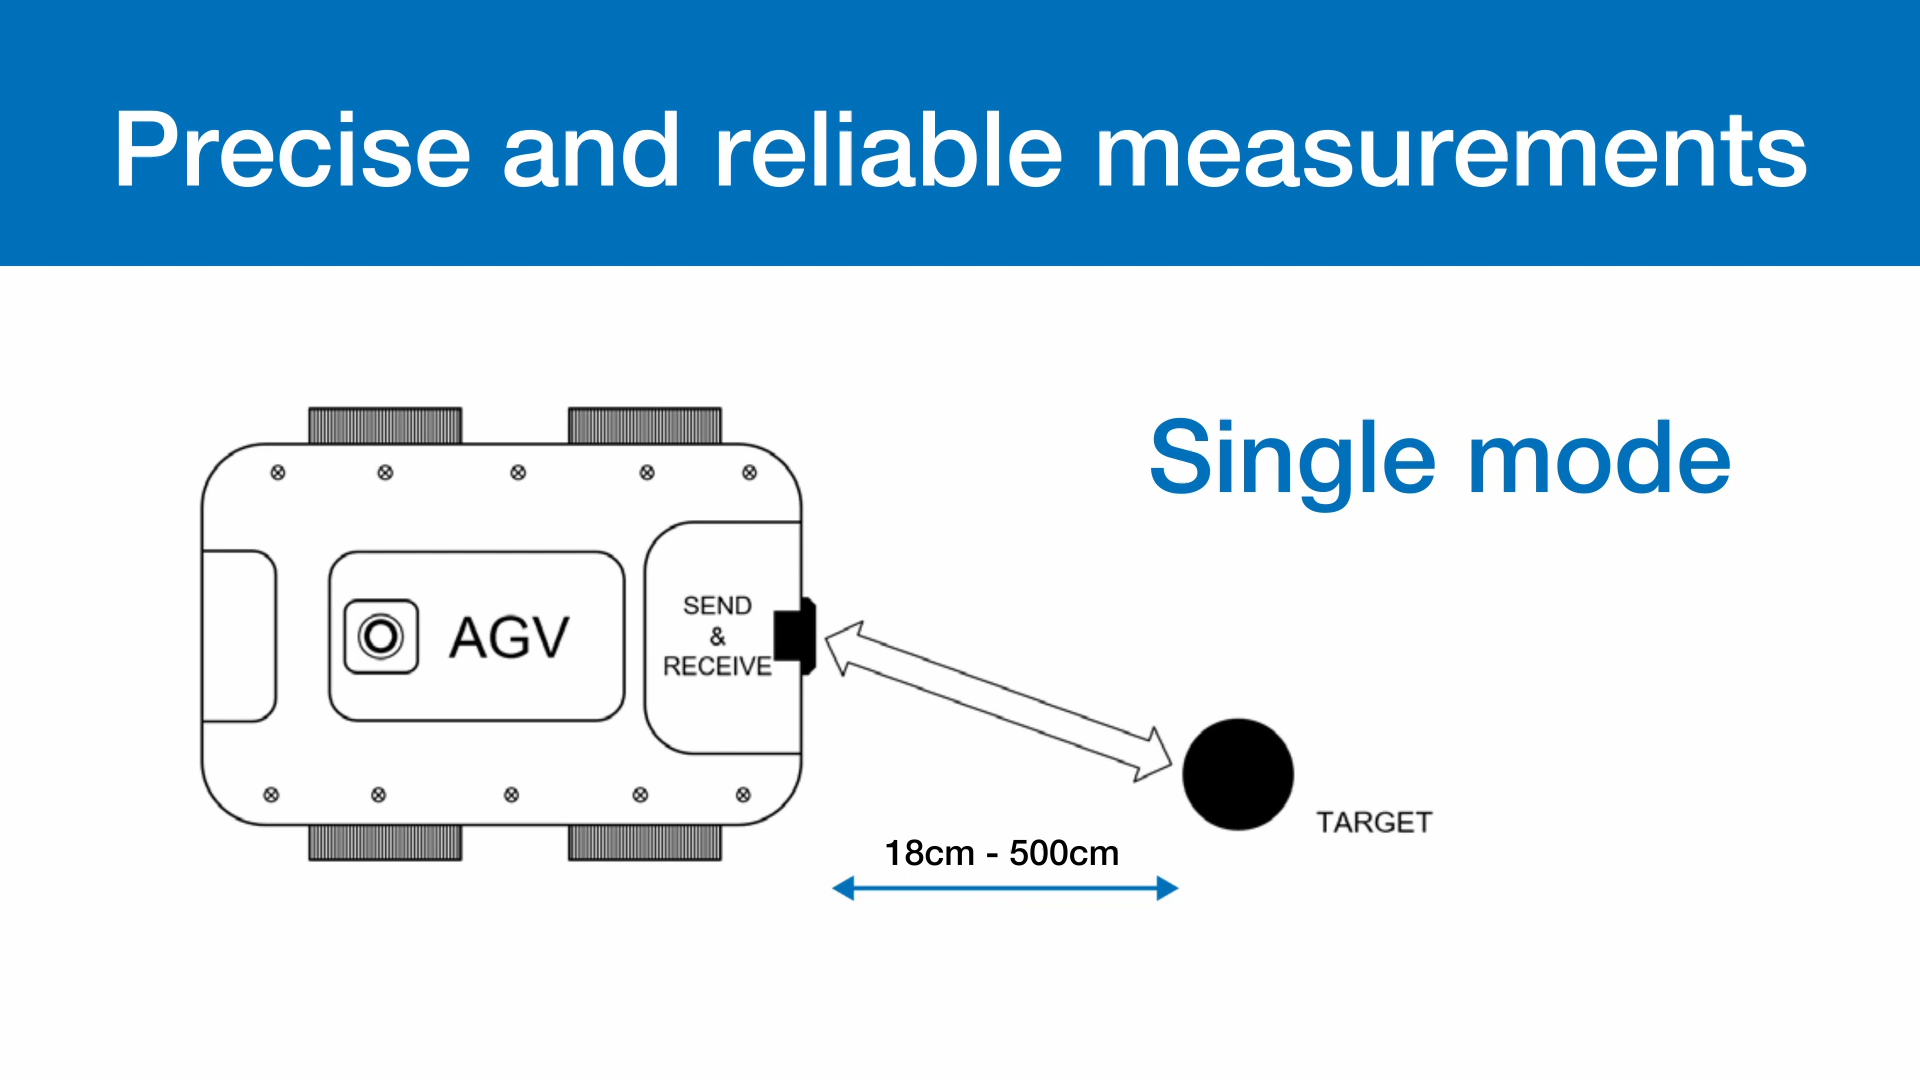 Precise and reliable measurements
Single mode
AGV
SEND
&
RECEIVE
TARGET
18cm - 500cm